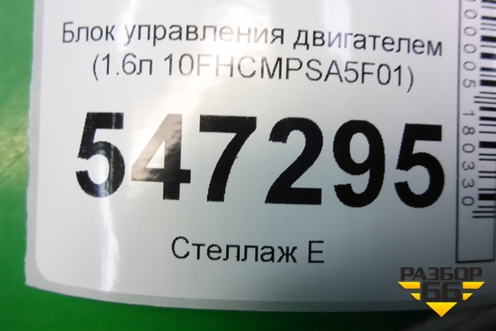 Блок управления двигателем
(1.6л 10FHCMPSA5F01)
547295
Стеллаж Е
РАЗБОР
66